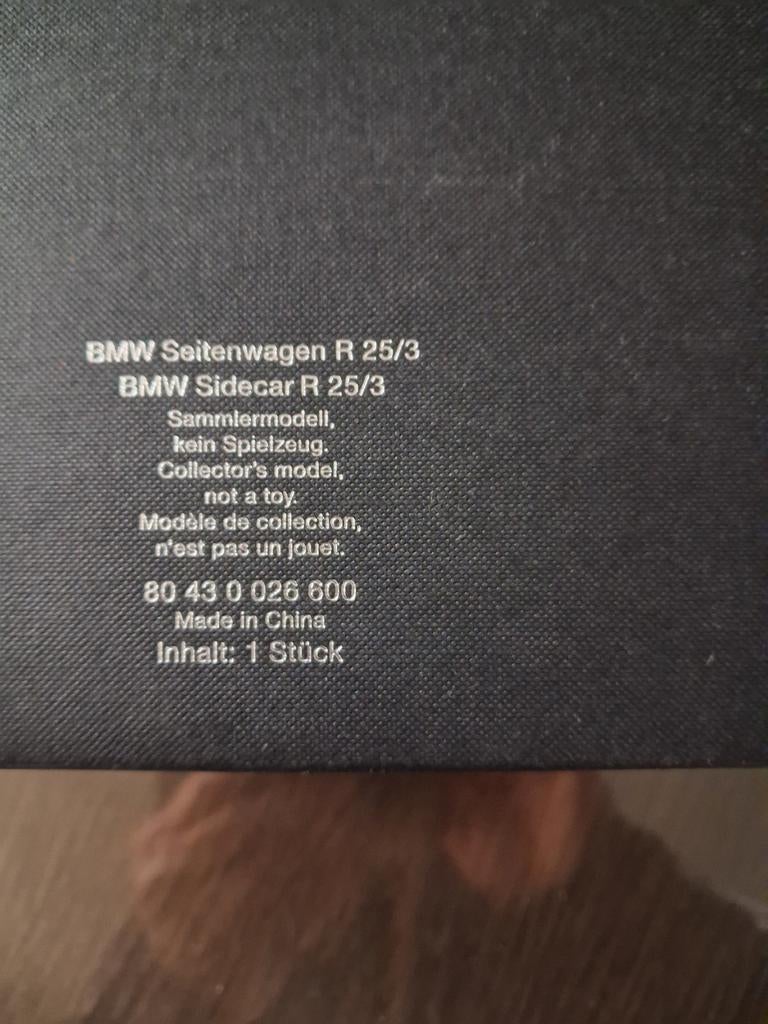 BMW Seitenwagen R 25/3
BMW Sidecar R 25/3
Sammlermodell,
kein Spielzeug.
Collector's model,
not a toy.
Modèle de collection,
n'est pas un jouet.
80 43 0 026 600
Made in China
Inhalt: 1 Stück